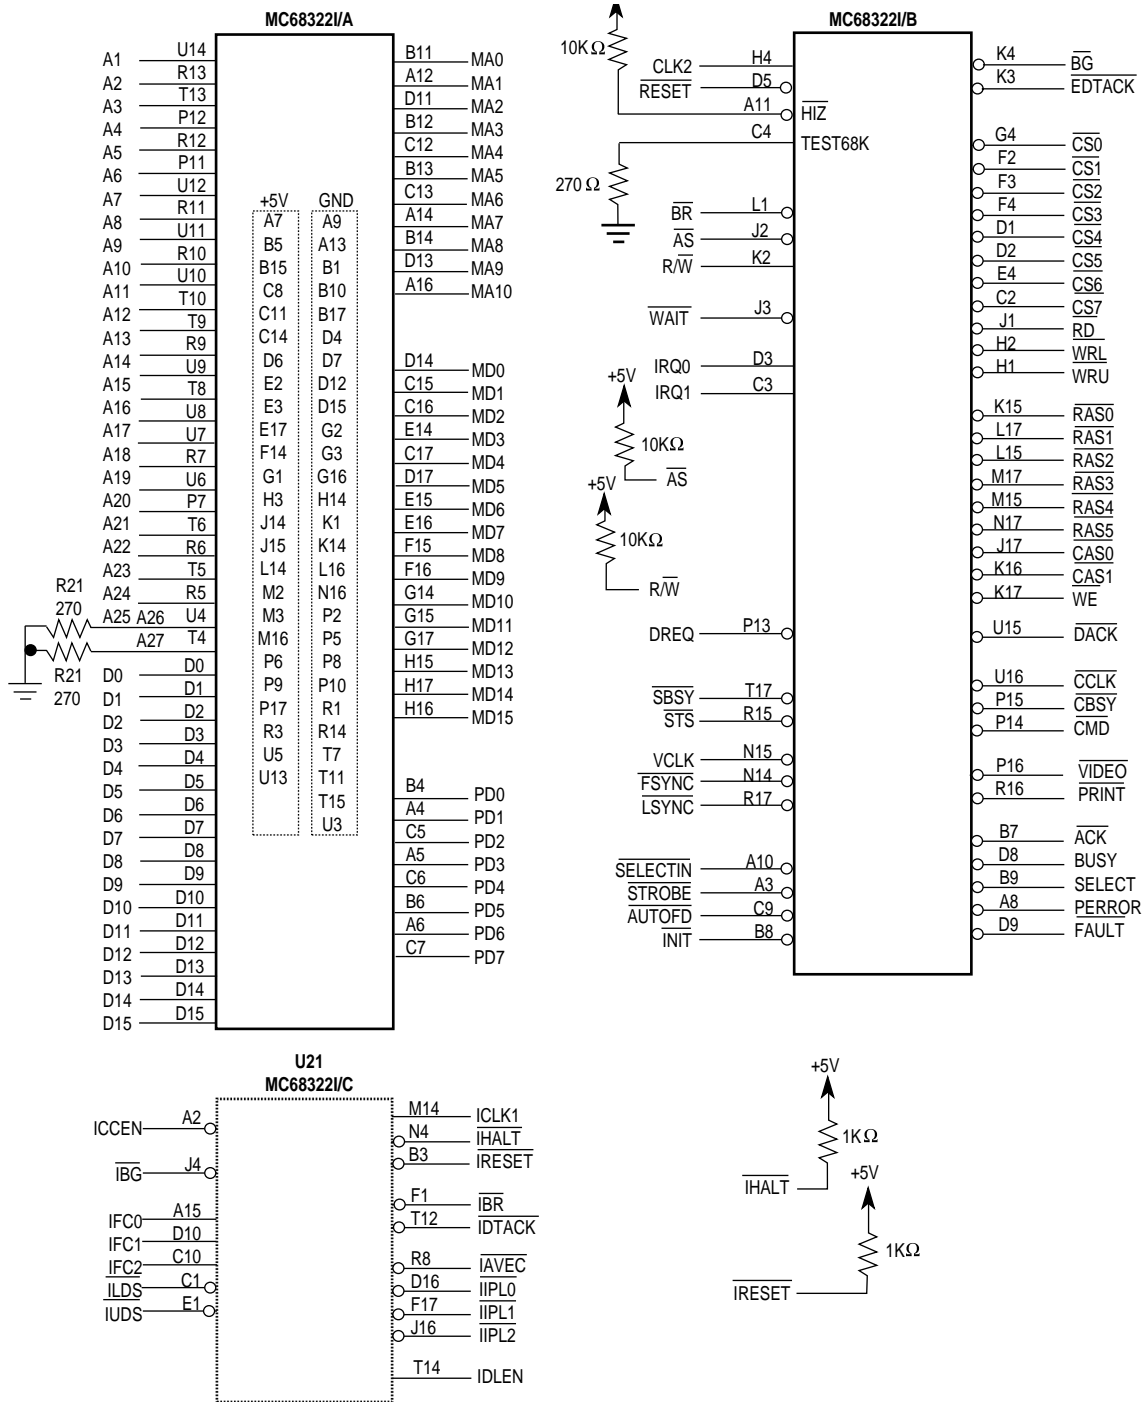 MC68322I/A
A1 U14
A2 R13
A3 T13
A4 P12
A5 R12
A6 P11
A7 U12
A8 R11
A9 U11
A10 R10
A11 U10
A12 T10
A13 T9
A14 R9
A15 U9
A16 T8
A17 U8
A18 U7
A19 R7
A20 U6
A21 P7
A22 T6
A23 R6
A24 T5
A25 R5
A26 U4
A27 T4
R21
270
R21
270
D0 D0
D1 D1
D2 D2
D3 D3
D4 D4
D5 D5
D6 D6
D7 D7
D8 D8
D9 D9
D10 D10
D11 D11
D12 D12
D13 D13
D14 D14
D15 D15
+5V GND
A7 A9
B5 A13
B15 B1
C8 B10
C11 B17
C14 D4
D6 D7
E2 D12
E3 D15
E17 G2
F14 G3
G1 G16
H3 H14
J14 K1
J15 K14
L14 L16
M2 N16
M3 P2
M16 P5
P6 P8
P9 P10
P17 R1
R3 R14
U5 T7
U13 T11
T15
U3
B11 MA0
A12 MA1
D11 MA2
B12 MA3
C12 MA4
B13 MA5
C13 MA6
A14 MA7
B14 MA8
D13 MA9
A16 MA10
D14 MD0
C15 MD1
C16 MD2
E14 MD3
C17 MD4
D17 MD5
E15 MD6
E16 MD7
F15 MD8
F16 MD9
G14 MD10
G15 MD11
G17 MD12
H15 MD13
H17 MD14
H16 MD15
B4 PD0
A4 PD1
C5 PD2
A5 PD3
C6 PD4
B6 PD5
A6 PD6
C7 PD7
MC68322I/B
10KΩ
CLK2 H4
RESET D5
A11 HIZ
C4 TEST68K
270 Ω
BR L1
AS J2
R/W K2
WAIT J3
IRQ0 D3
IRQ1 C3
+5V
10KΩ
AS
+5V
10KΩ
R/W
DREQ P13
SBSY T17
STS R15
VCLK N15
FSYNC N14
LSYNC R17
SELECTIN A10
STROBE A3
AUTOFD C9
INIT B8
K4 BG
K3 EDTACK
G4 CS0
F2 CS1
F3 CS2
F4 CS3
D1 CS4
D2 CS5
E4 CS6
C2 CS7
J1 RD
H2 WRL
H1 WRU
K15 RAS0
L17 RAS1
L15 RAS2
M17 RAS3
M15 RAS4
N17 RAS5
J17 CAS0
K16 CAS1
K17 WE
U15 DACK
U16 CCLK
P15 CBSY
P14 CMD
P16 VIDEO
R16 PRINT
B7 ACK
D8 BUSY
B9 SELECT
A8 PERROR
D9 FAULT
U21
MC68322I/C
ICCEN A2
IBG J4
IFC0 A15
IFC1 D10
IFC2 C10
ILDS C1
IUDS E1
M14 ICLK1
N4 IHALT
B3 IRESET
F1 IBR
T12 IDTACK
R8 IAVEC
D16 IIPL0
F17 IIPL1
J16 IIPL2
T14 IDLEN
+5V
1KΩ
IHALT
+5V
1KΩ
IRESET